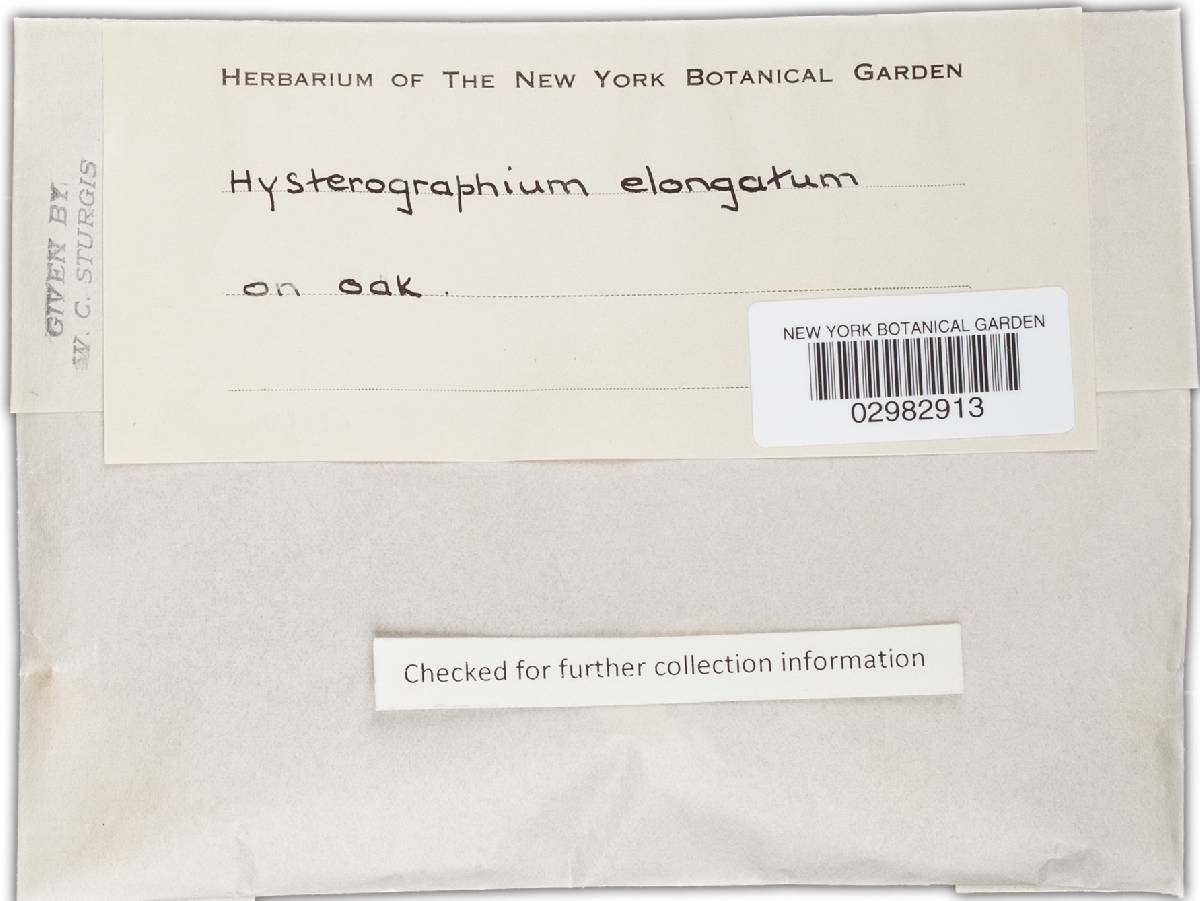 HERBARIUM OF THE NEW YORK BOTANICAL GARDEN
Hysterographium elongatum
on oak.
GIVEN BY
W. C. STURGIS
NEW YORK BOTANICAL GARDEN
02982913
Checked for further collection information